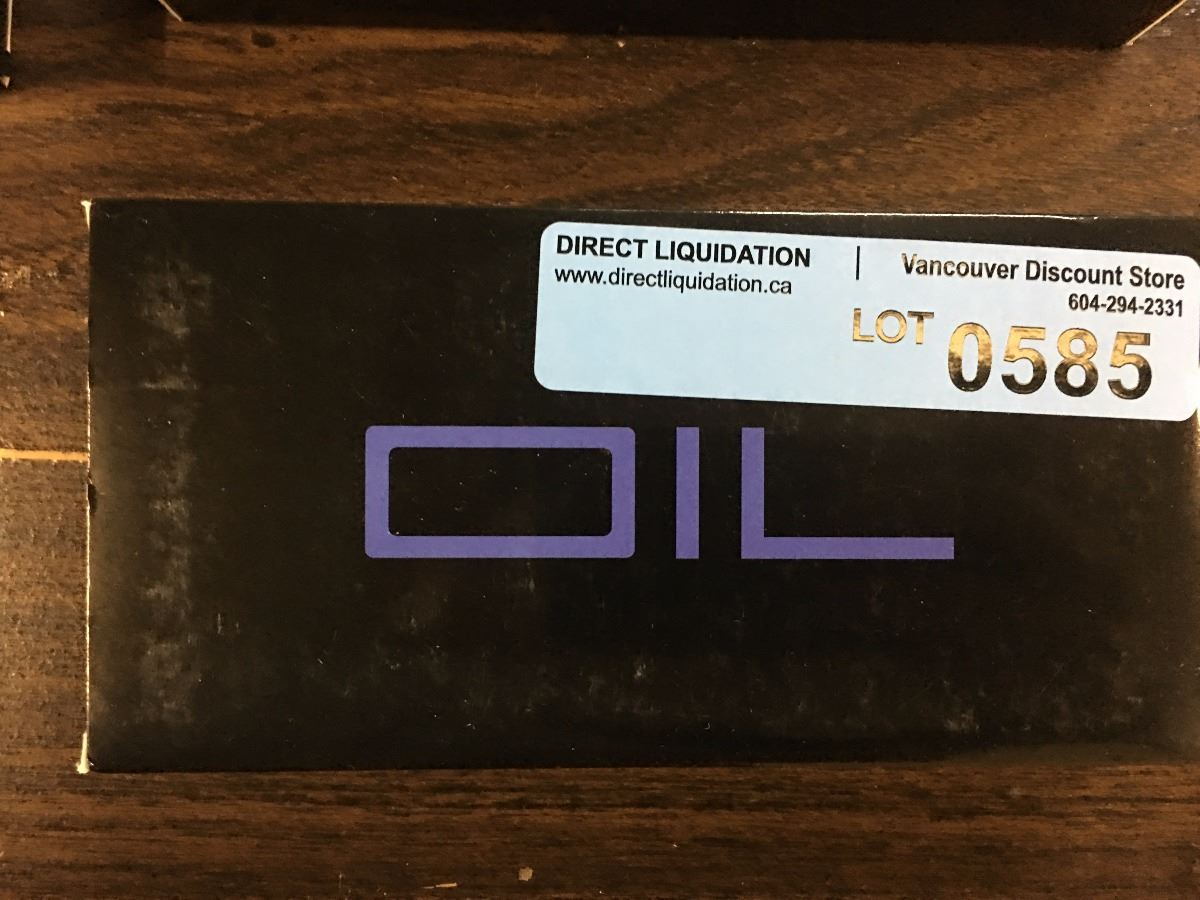 DIRECT LIQUIDATION | Vancouver Discount Store
www.directliquidation.ca 604-294-2331
LOT 0585
OIL